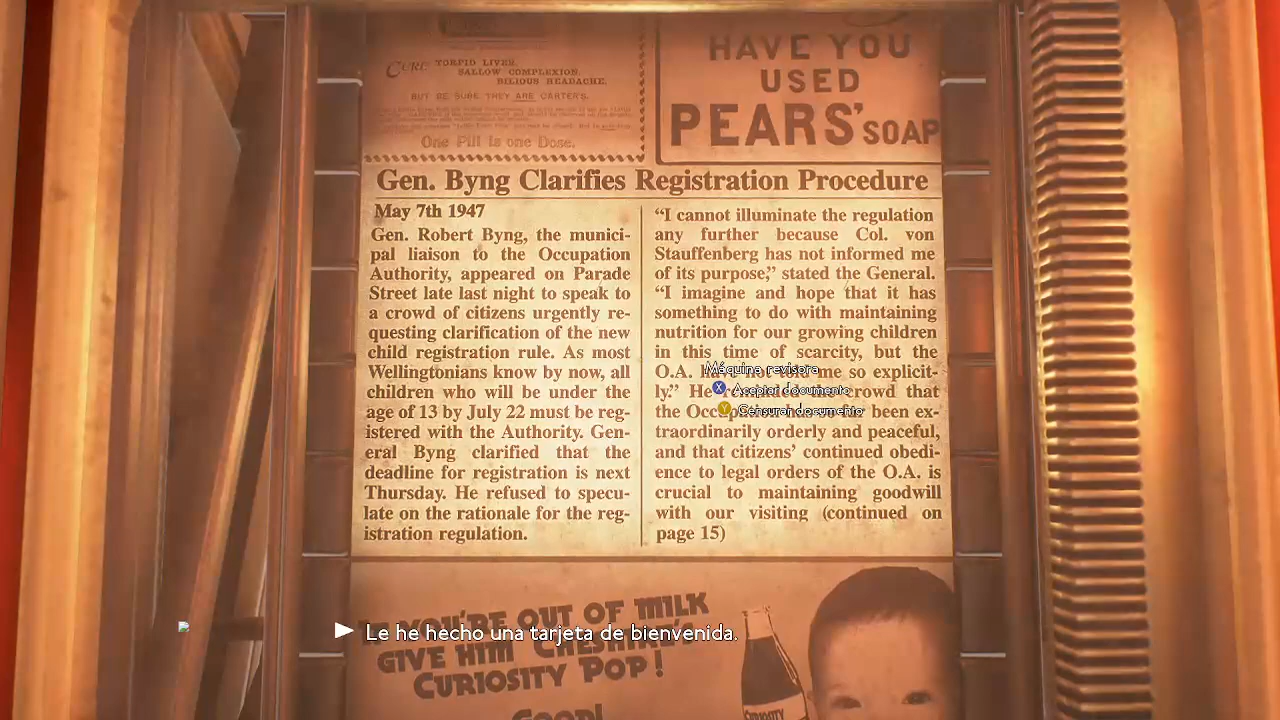 CURE TORPID LIVES.
SALLOW COMPLEXION.
BILIOUS HEADACHE.
BUT BE SURE THEY ARE CARTER'S.
One Pill is one Dose.
HAVE YOU
USED
PEARS' SOAP
Gen. Byng Clarifies Registration Procedure
May 7th 1947
Gen. Robert Byng, the munici-
pal liaison to the Occupation
Authority, appeared on Parade
Street late last night to speak to
a crowd of citizens urgently re-
questing clarification of the new
child registration rule. As most
Wellingtonians know by now, all
children who will be under the
age of 13 by July 22 must be reg-
istered with the Authority. Gen-
eral Byng clarified that the
deadline for registration is next
Thursday. He refused to specu-
late on the rationale for the reg-
istration regulation.
“I cannot illuminate the regulation
any further because Col. von
Stauffenberg has not informed me
of its purpose,” stated the General.
“I imagine and hope that it has
something to do with maintaining
nutrition for our growing children
in this time of scarcity, but the
O.A. me so explicit-
ly.” He crowd that
the been ex-
traordinarily orderly and peaceful,
and that citizens’ continued obedi-
ence to legal orders of the O.A. is
crucial to maintaining goodwill
with our visiting (continued on
page 15)
Máquina revisora
X Aceptar documento
Y Censurar documento
YOU'RE OUT OF MILK
GIVE HIM CHESHIRE'S
CURIOSITY POP!
GOOD!
CURIOSITY
Le he hecho una tarjeta de bienvenida.